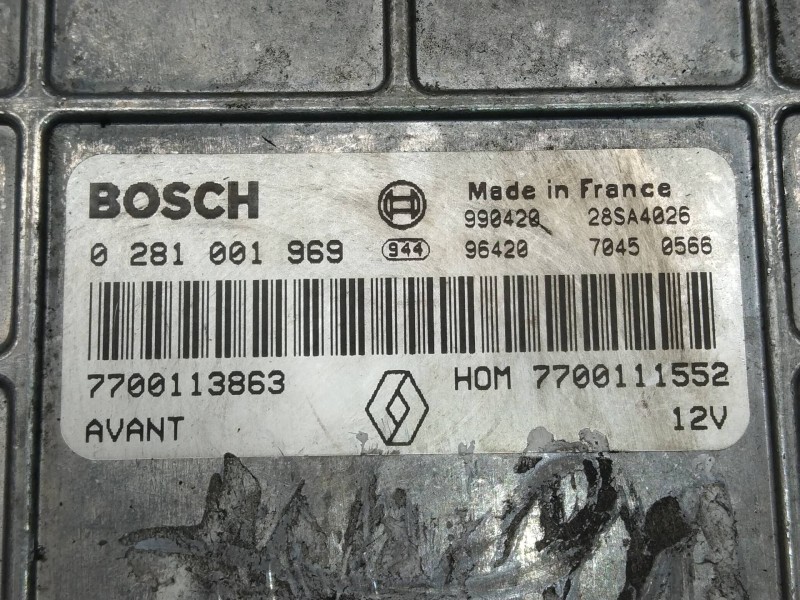 BOSCH Made in France
990420 28SA4026
0 281 001 969 944 96420 7045 0566
7700113863 HOM 7700111552
AVANT 12V